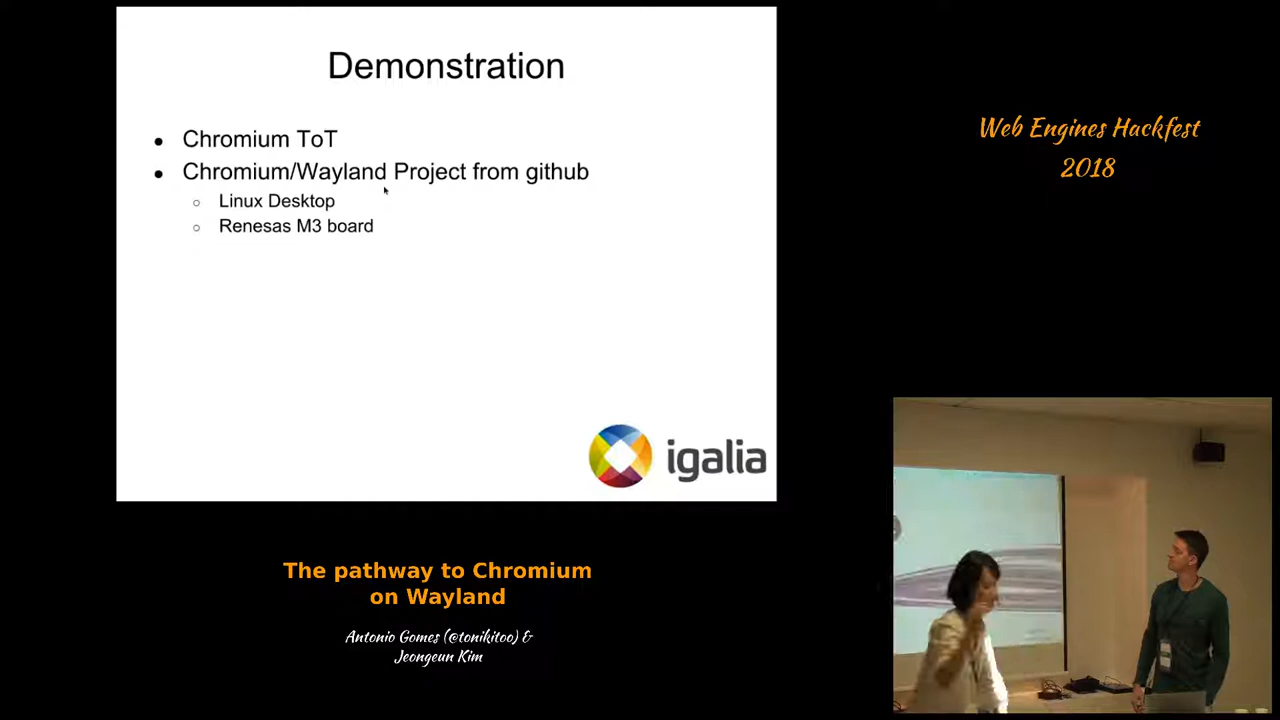 Demonstration
Chromium ToT
Chromium/Wayland Project from github
Linux Desktop
Renesas M3 board
igalia
Web Engines Hackfest
2018
The pathway to Chromium
on Wayland
Antonio Gomes (@tonikitoo) &
Jeongeun Kim